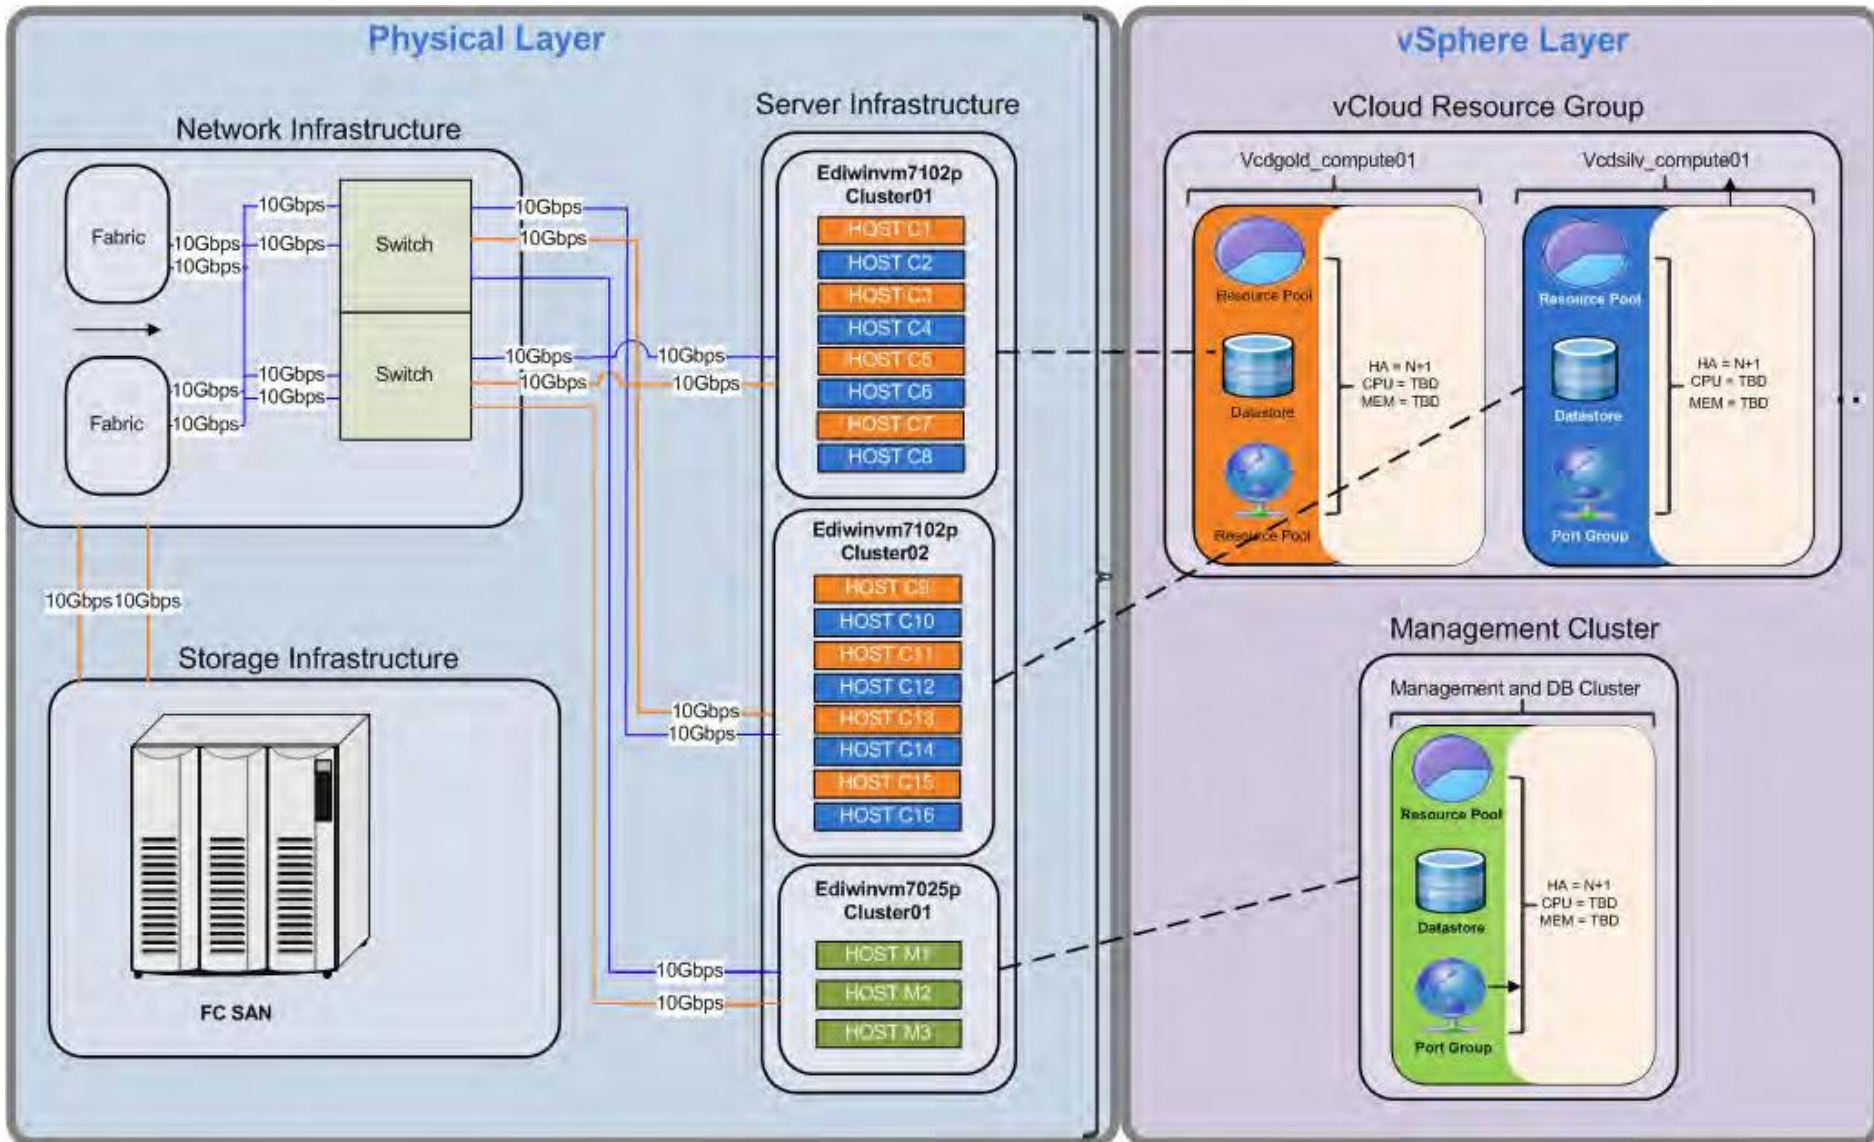 Physical Layer
Network Infrastructure
Fabric
Fabric
10Gbps
10Gbps
10Gbps
10Gbps
10Gbps
10Gbps
10Gbps
10Gbps
Switch
Switch
10Gbps
10Gbps
10Gbps
10Gbps
10Gbps
10Gbps
10Gbps
10Gbps
10Gbps
10Gbps
10Gbps
10Gbps
Storage Infrastructure
FC SAN
Server Infrastructure
Ediwinvm7102p
Cluster01
HOST C1
HOST C2
HOST C3
HOST C4
HOST C5
HOST C6
HOST C7
HOST C8
Ediwinvm7102p
Cluster02
HOST C9
HOST C10
HOST C11
HOST C12
HOST C13
HOST C14
HOST C15
HOST C16
Ediwinvm7025p
Cluster01
HOST M1
HOST M2
HOST M3
vSphere Layer
vCloud Resource Group
Vcdgold_compute01
Resource Pool
Datastore
Resource Pool
HA = N+1
CPU = TBD
MEM = TBD
Vcdsilv_compute01
Resource Pool
Datastore
Port Group
HA = N+1
CPU = TBD
MEM = TBD
Management Cluster
Management and DB Cluster
Resource Pool
Datastore
Port Group
HA = N+1
CPU = TBD
MEM = TBD